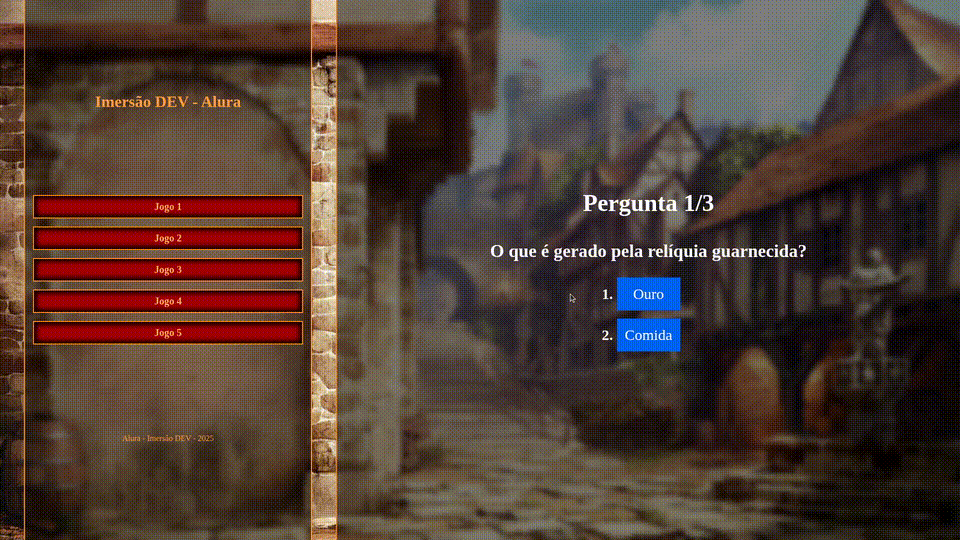 Imersão DEV - Alura
Jogo 1
Jogo 2
Jogo 3
Jogo 4
Jogo 5
Alura - Imersão DEV - 2025
Pergunta 1/3
O que é gerado pela relíquia guarnecida?
1. Ouro
2. Comida